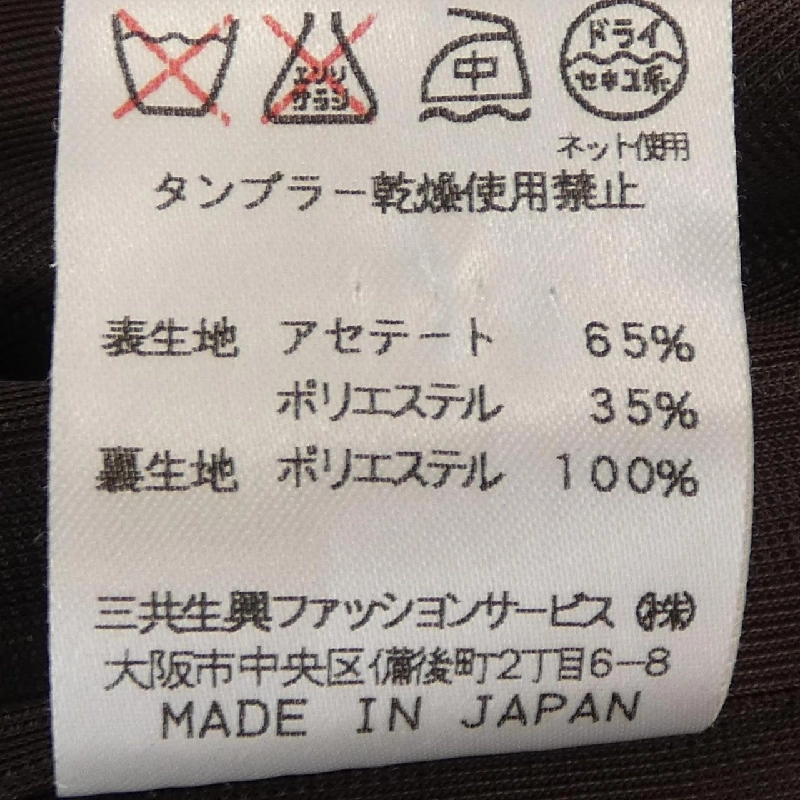 エンソ
サラシ
中
ドライ
セキユ系
ネット使用
タンブラー乾燥使用禁止
表生地 アセテート 65%
ポリエステル 35%
裏生地 ポリエステル 100%
三共生興ファッションサービス(株)
大阪市中央区備後町2丁目6-8
MADE IN JAPAN